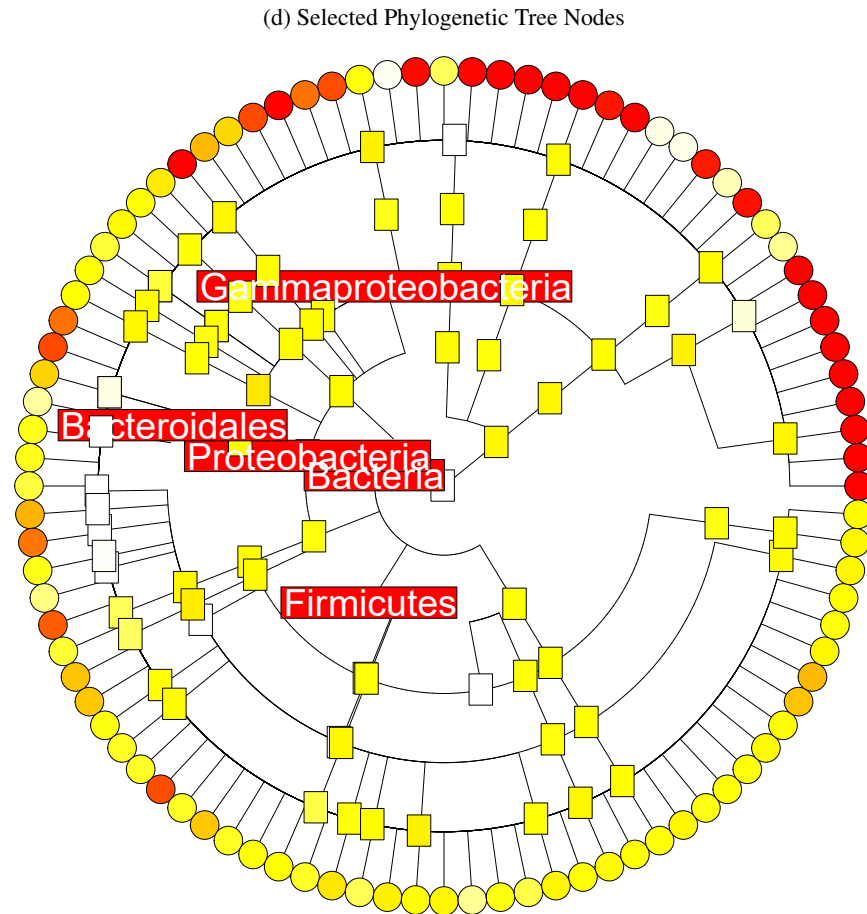 (d) Selected Phylogenetic Tree Nodes
Gammaproteobacteria
Bacteroidales
Proteobacteria
Bacteria
Firmicutes